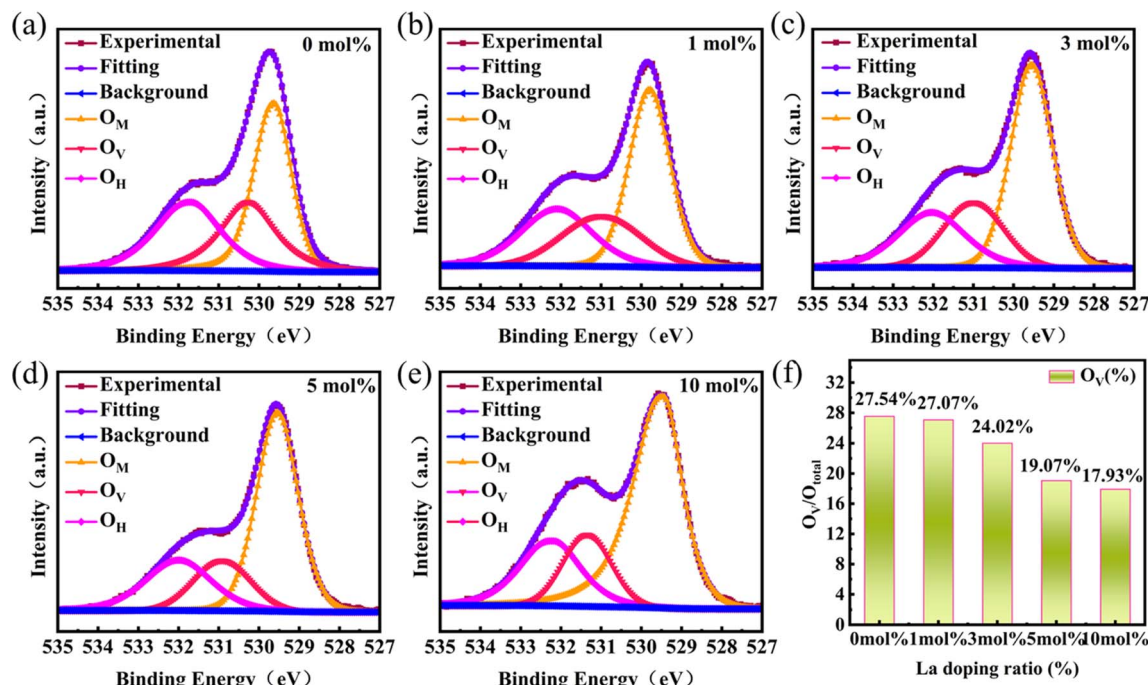 (a)
Experimental
0 mol%
Fitting
Background
O_M
O_V
O_H
Intensity（a.u.）
535 534 533 532 531 530 529 528 527
Binding Energy（eV）
(b)
Experimental
1 mol%
Fitting
Background
O_M
O_V
O_H
Intensity（a.u.）
535 534 533 532 531 530 529 528 527
Binding Energy（eV）
(c)
Experimental
3 mol%
Fitting
Background
O_M
O_V
O_H
Intensity（a.u.）
535 534 533 532 531 530 529 528 527
Binding Energy（eV）
(d)
Experimental
5 mol%
Fitting
Background
O_M
O_V
O_H
Intensity（a.u.）
535 534 533 532 531 530 529 528 527
Binding Energy（eV）
(e)
Experimental
10 mol%
Fitting
Background
O_M
O_V
O_H
Intensity（a.u.）
535 534 533 532 531 530 529 528 527
Binding Energy（eV）
(f)
O_V(%)
32
28
24
20
16
12
8
4
0
27.54%
27.07%
24.02%
19.07%
17.93%
O_V/O_total
0mol% 1mol% 3mol% 5mol% 10mol%
La doping ratio (%)